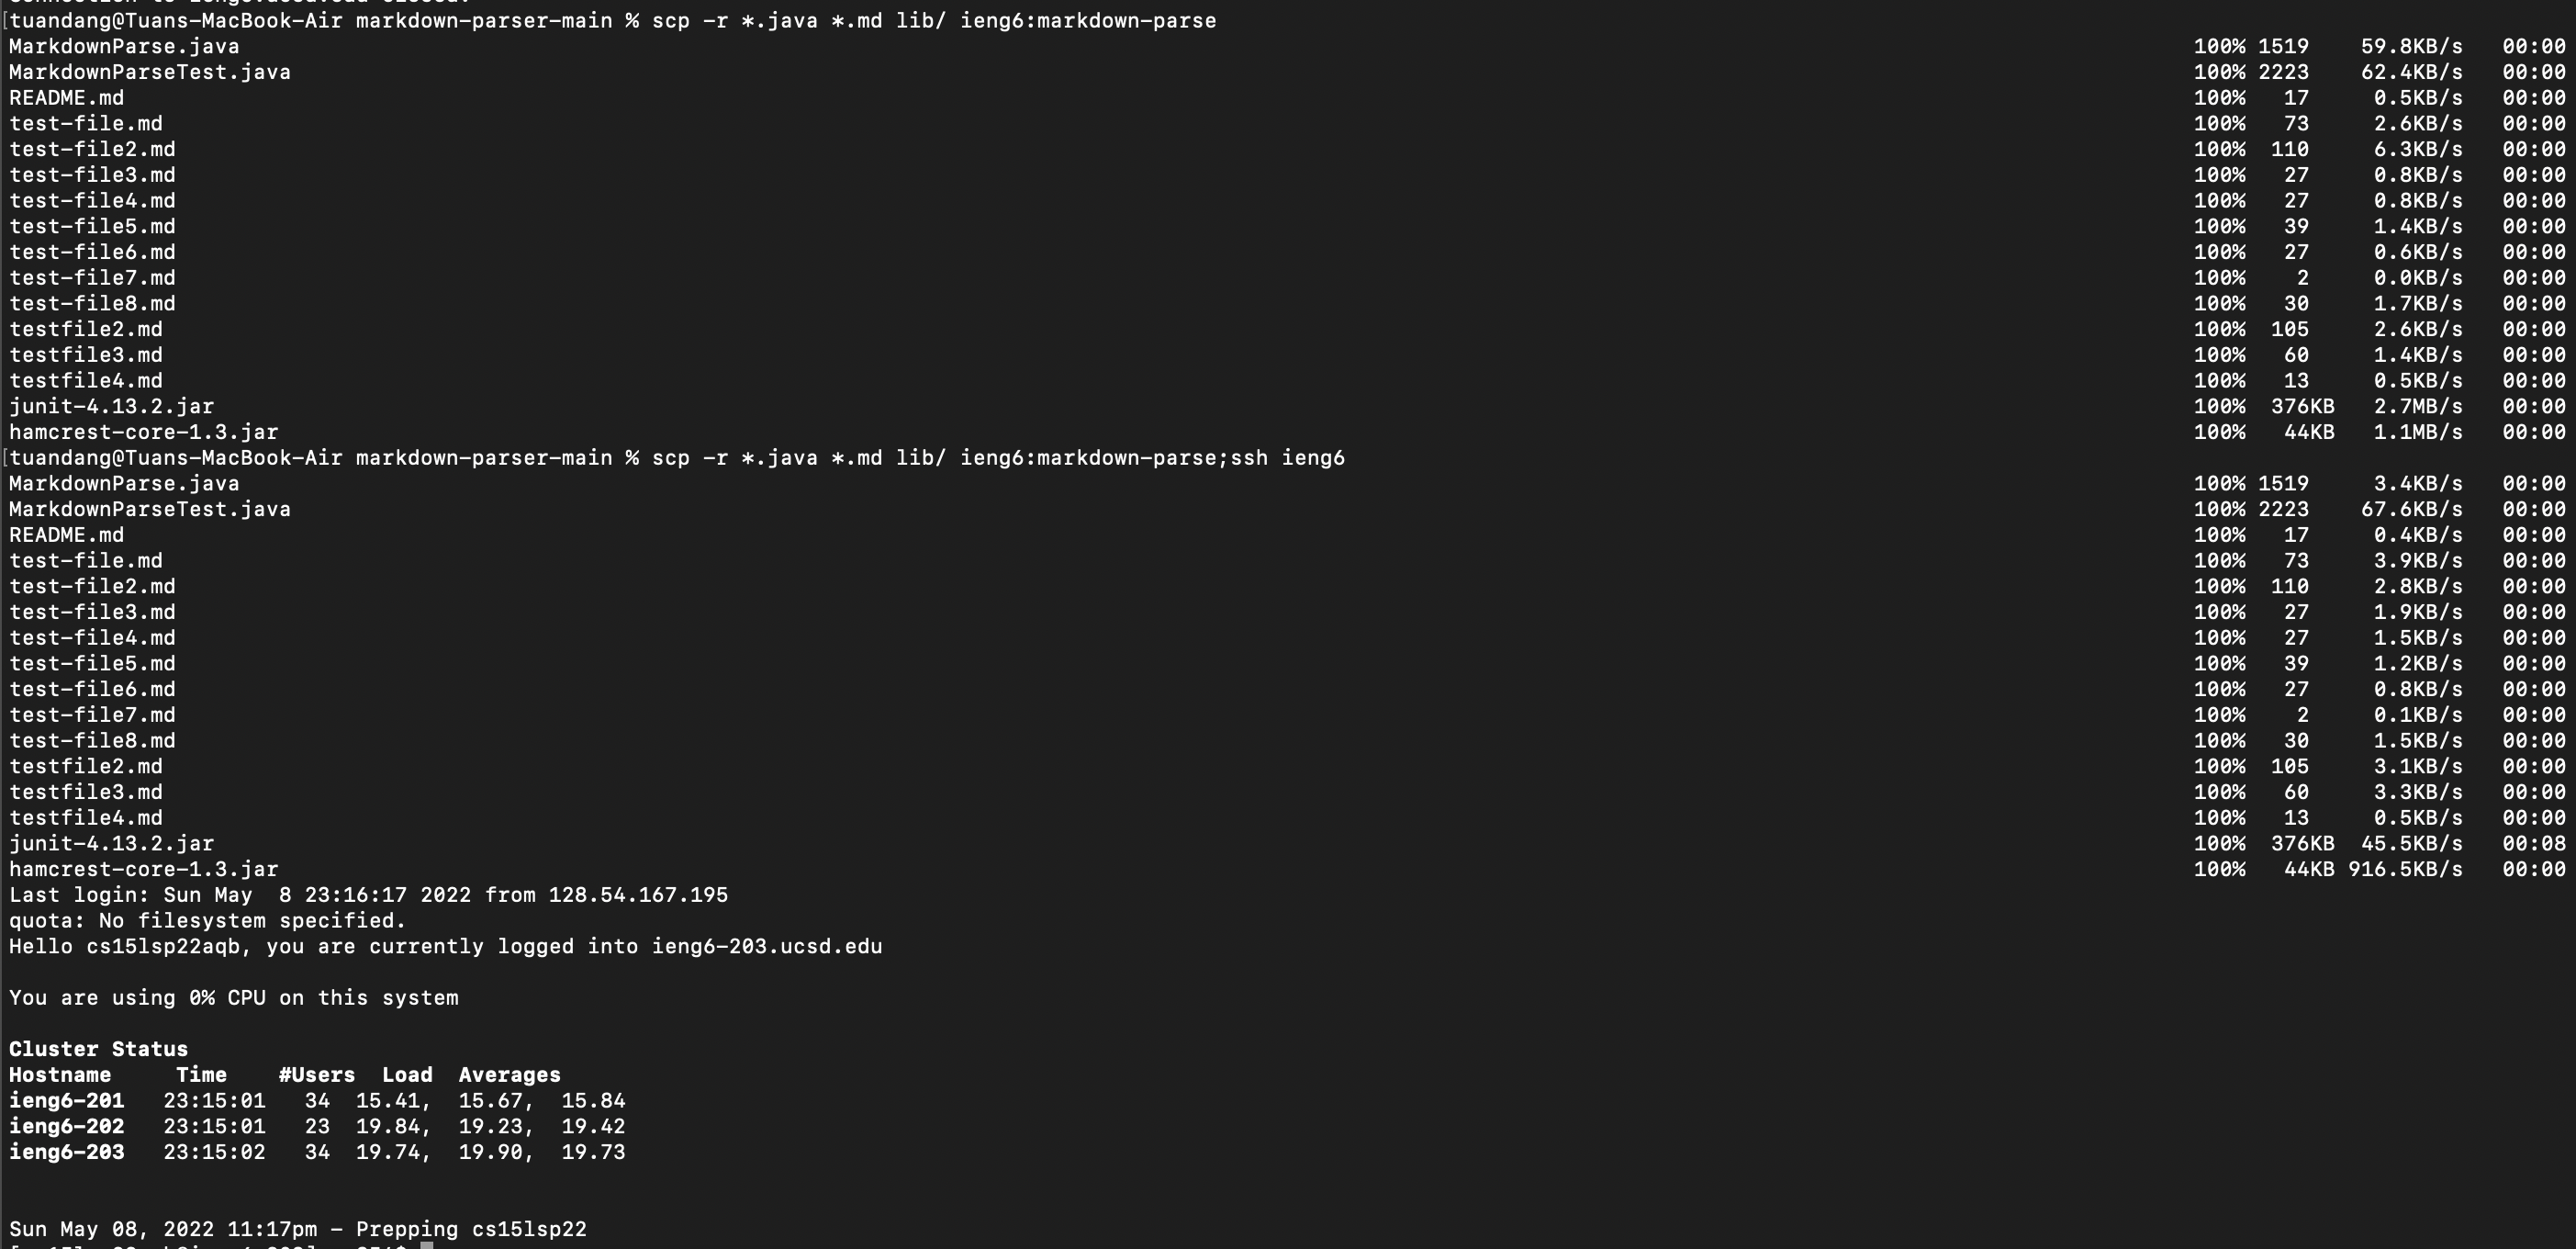 [tuandang@Tuans-MacBook-Air markdown-parser-main % scp -r *.java *.md lib/ ieng6:markdown-parse
MarkdownParse.java 100% 1519 59.8KB/s 00:00
MarkdownParseTest.java 100% 2223 62.4KB/s 00:00
README.md 100% 17 0.5KB/s 00:00
test-file.md 100% 73 2.6KB/s 00:00
test-file2.md 100% 110 6.3KB/s 00:00
test-file3.md 100% 27 0.8KB/s 00:00
test-file4.md 100% 27 0.8KB/s 00:00
test-file5.md 100% 39 1.4KB/s 00:00
test-file6.md 100% 27 0.6KB/s 00:00
test-file7.md 100% 2 0.0KB/s 00:00
test-file8.md 100% 30 1.7KB/s 00:00
testfile2.md 100% 105 2.6KB/s 00:00
testfile3.md 100% 60 1.4KB/s 00:00
testfile4.md 100% 13 0.5KB/s 00:00
junit-4.13.2.jar 100% 376KB 2.7MB/s 00:00
hamcrest-core-1.3.jar 100% 44KB 1.1MB/s 00:00
[tuandang@Tuans-MacBook-Air markdown-parser-main % scp -r *.java *.md lib/ ieng6:markdown-parse;ssh ieng6
MarkdownParse.java 100% 1519 3.4KB/s 00:00
MarkdownParseTest.java 100% 2223 67.6KB/s 00:00
README.md 100% 17 0.4KB/s 00:00
test-file.md 100% 73 3.9KB/s 00:00
test-file2.md 100% 110 2.8KB/s 00:00
test-file3.md 100% 27 1.9KB/s 00:00
test-file4.md 100% 27 1.5KB/s 00:00
test-file5.md 100% 39 1.2KB/s 00:00
test-file6.md 100% 27 0.8KB/s 00:00
test-file7.md 100% 2 0.1KB/s 00:00
test-file8.md 100% 30 1.5KB/s 00:00
testfile2.md 100% 105 3.1KB/s 00:00
testfile3.md 100% 60 3.3KB/s 00:00
testfile4.md 100% 13 0.5KB/s 00:00
junit-4.13.2.jar 100% 376KB 45.5KB/s 00:08
hamcrest-core-1.3.jar 100% 44KB 916.5KB/s 00:00
Last login: Sun May  8 23:16:17 2022 from 128.54.167.195
quota: No filesystem specified.
Hello cs15lsp22aqb, you are currently logged into ieng6-203.ucsd.edu
You are using 0% CPU on this system
Cluster Status
Hostname Time #Users Load Averages
ieng6-201 23:15:01 34 15.41, 15.67, 15.84
ieng6-202 23:15:01 23 19.84, 19.23, 19.42
ieng6-203 23:15:02 34 19.74, 19.90, 19.73
Sun May 08, 2022 11:17pm - Prepping cs15lsp22